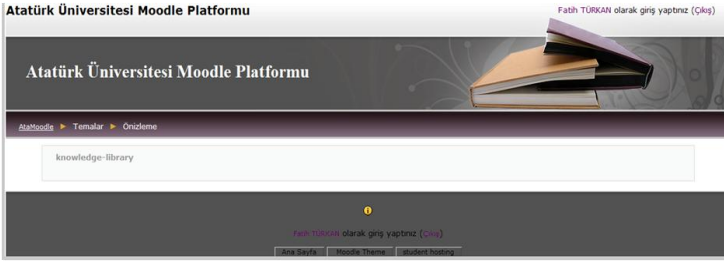 Atatürk Üniversitesi Moodle Platformu
Fatih TÜRKAN olarak giriş yaptınız (Çıkış)
Atatürk Üniversitesi Moodle Platformu
AtaMoodle ► Temalar ► Önizleme
knowledge-library
Fatih TÜRKAN olarak giriş yaptınız (Çıkış)
Ana Sayfa Moodle Theme student hosting